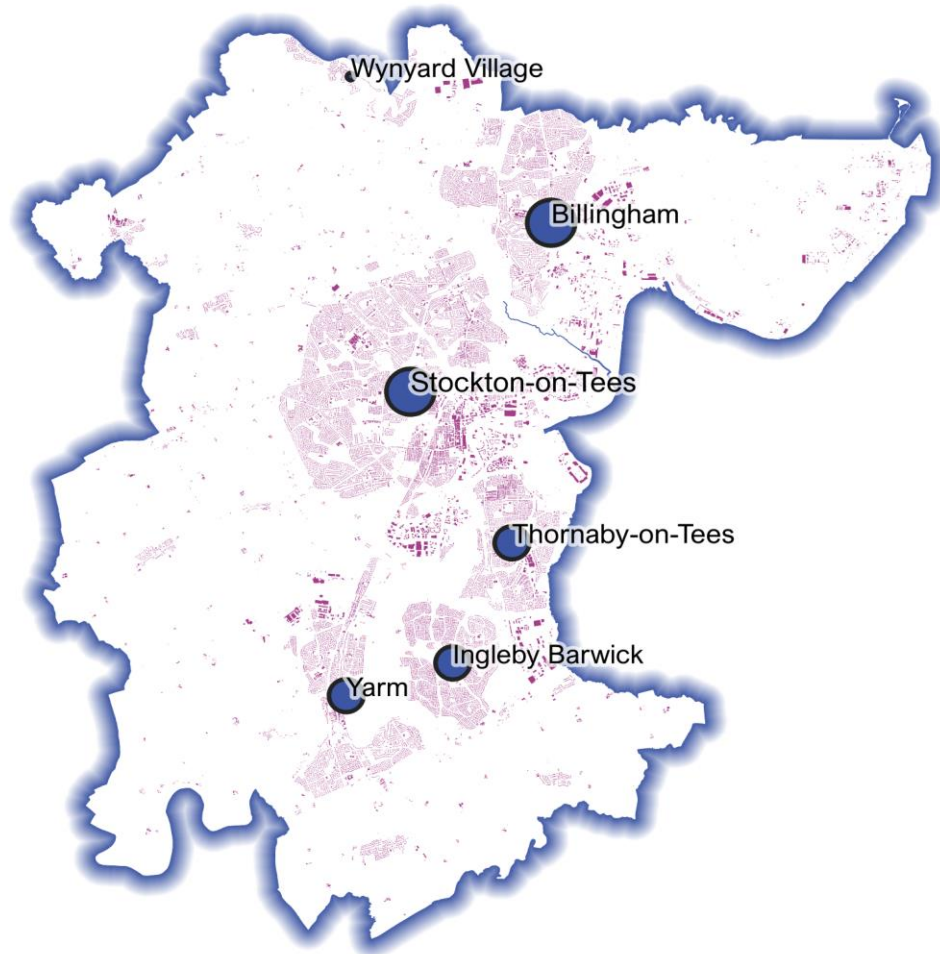 Wynyard Village
Billingham
Stockton-on-Tees
Thornaby-on-Tees
Ingleby Barwick
Yarm